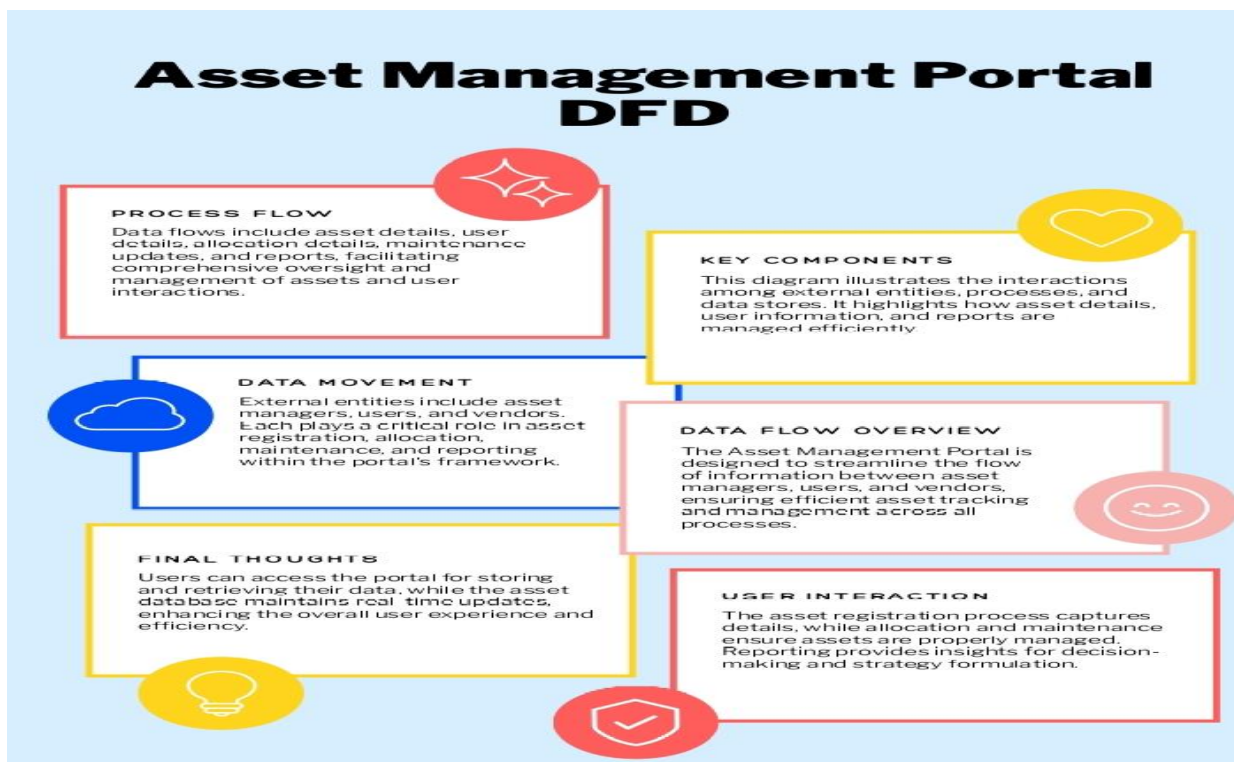 Asset Management Portal
DFD
PROCESS FLOW
Data flows include asset details, user
details, allocation details, maintenance
updates, and reports, facilitating
comprehensive oversight and
management of assets and user
interactions.
KEY COMPONENTS
This diagram illustrates the interactions
among external entities, processes, and
data stores. It highlights how asset details,
user information, and reports are
managed efficiently
DATA MOVEMENT
External entities include asset
managers, users, and vendors.
Each plays a critical role in asset
registration, allocation,
maintenance, and reporting
within the portal's framework.
DATA FLOW OVERVIEW
The Asset Management Portal is
designed to streamline the flow
of information between asset
managers, users, and vendors,
ensuring efficient asset tracking
and management across all
processes.
FINAL THOUGHTS
Users can access the portal for storing
and retrieving their data, while the asset
database maintains real-time updates,
enhancing the overall user experience and
efficiency.
USER INTERACTION
The asset registration process captures
details, while allocation and maintenance
ensure assets are properly managed.
Reporting provides insights for decision-
making and strategy formulation.